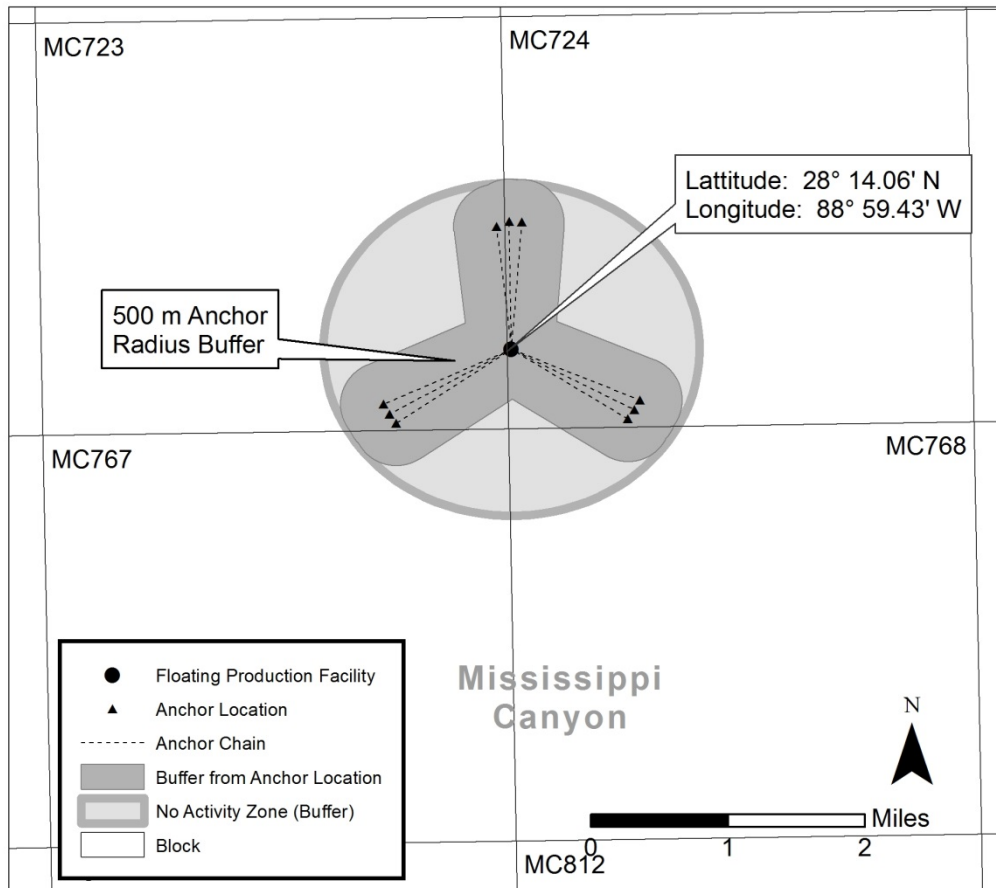 MC723
MC724
Lattitude: 28° 14.06' N
Longitude: 88° 59.43' W
500 m Anchor
Radius Buffer
MC767
MC768
Floating Production Facility
Anchor Location
Anchor Chain
Buffer from Anchor Location
No Activity Zone (Buffer)
Block
Mississippi
Canyon
N
Miles
0 1 2
MC812